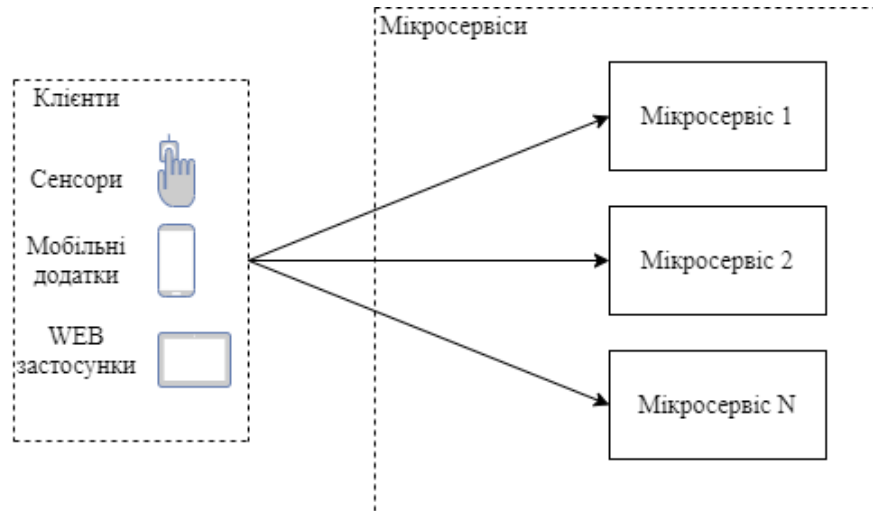 Мікросервіси
Клієнти
Сенсори
Мобільні
додатки
WEB
застосунки
Мікросервіс 1
Мікросервіс 2
Мікросервіс N